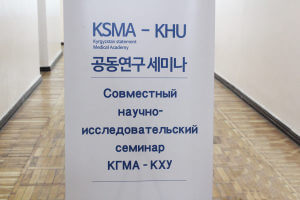 KSMA - KHU
Kyrgyzstan statement
Medical Academy
공동연구 세미나
Совместный
научно-
исследовательский
семинар
КГМА - КХУ